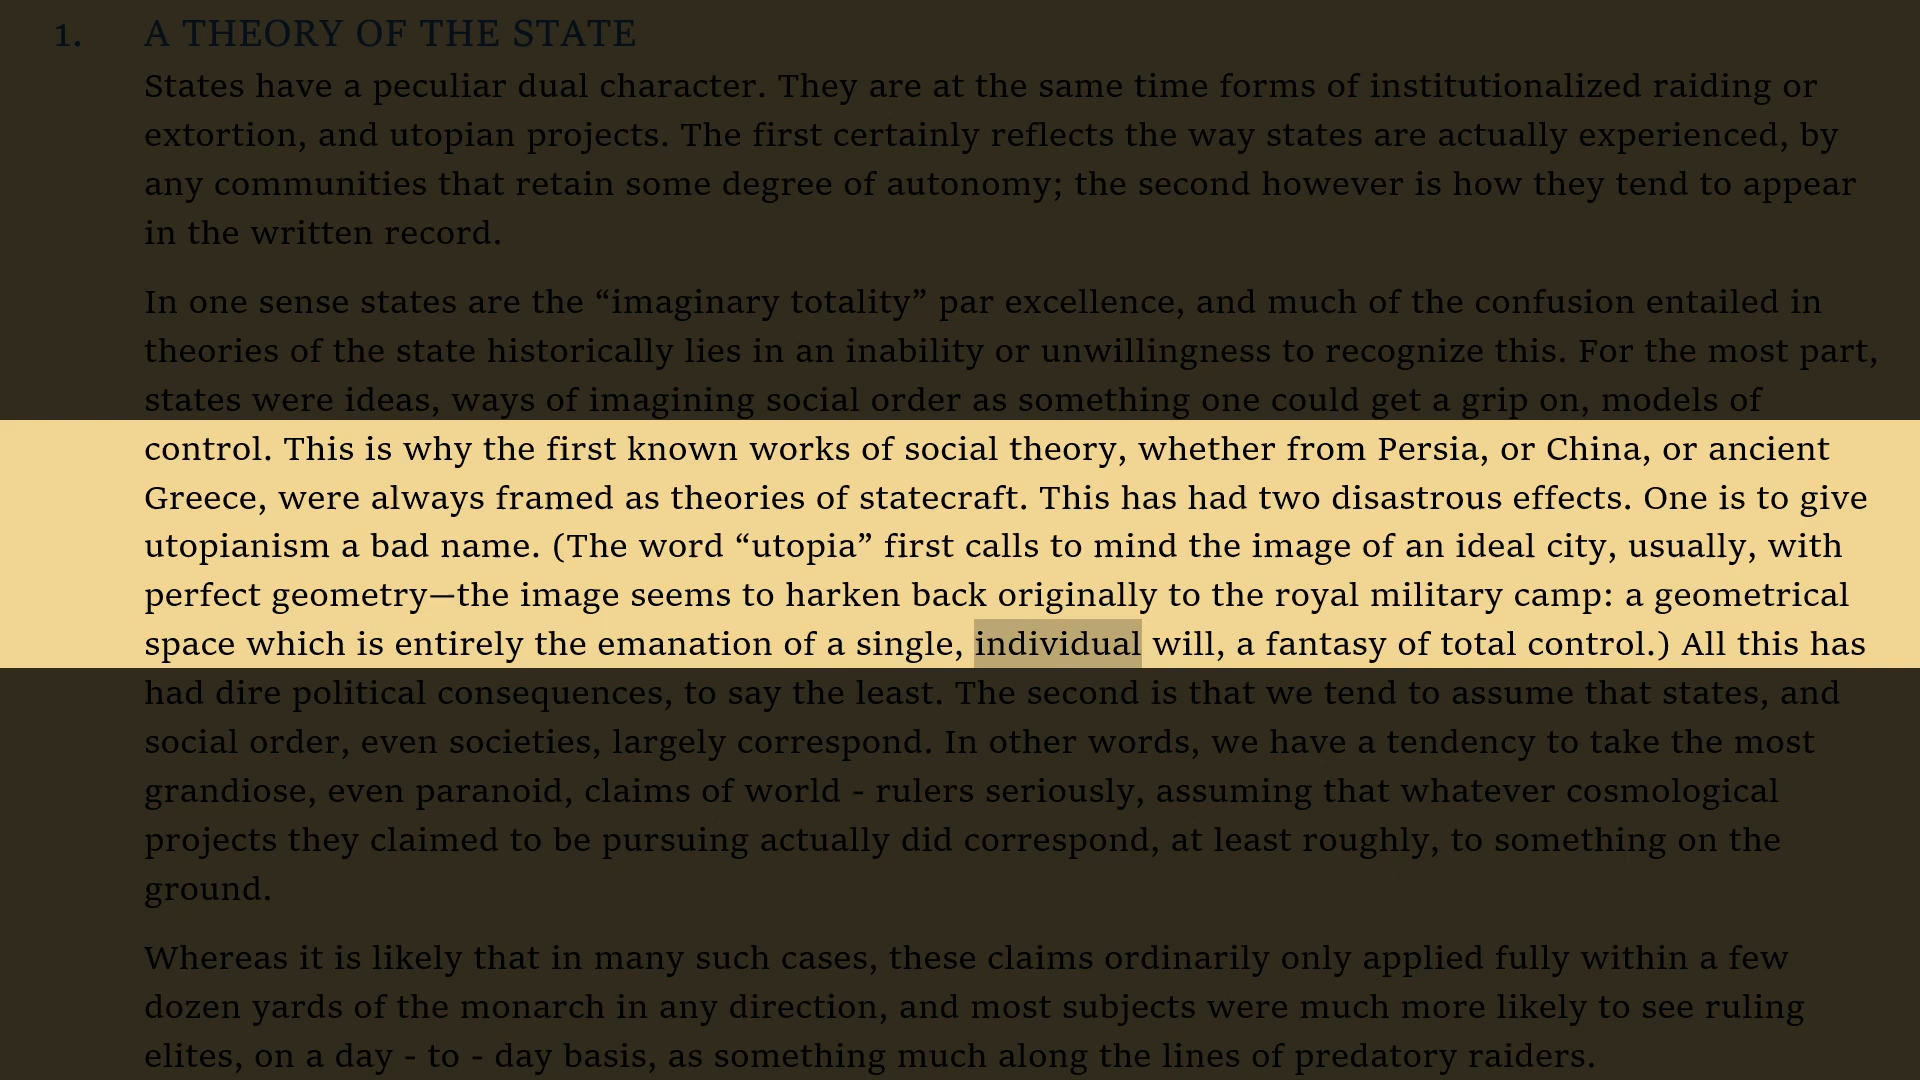 1. A THEORY OF THE STATE
States have a peculiar dual character. They are at the same time forms of institutionalized raiding or
extortion, and utopian projects. The first certainly reflects the way states are actually experienced, by
any communities that retain some degree of autonomy; the second however is how they tend to appear
in the written record.
In one sense states are the “imaginary totality” par excellence, and much of the confusion entailed in
theories of the state historically lies in an inability or unwillingness to recognize this. For the most part,
states were ideas, ways of imagining social order as something one could get a grip on, models of
control. This is why the first known works of social theory, whether from Persia, or China, or ancient
Greece, were always framed as theories of statecraft. This has had two disastrous effects. One is to give
utopianism a bad name. (The word “utopia” first calls to mind the image of an ideal city, usually, with
perfect geometry—the image seems to harken back originally to the royal military camp: a geometrical
space which is entirely the emanation of a single, individual will, a fantasy of total control.) All this has
had dire political consequences, to say the least. The second is that we tend to assume that states, and
social order, even societies, largely correspond. In other words, we have a tendency to take the most
grandiose, even paranoid, claims of world - rulers seriously, assuming that whatever cosmological
projects they claimed to be pursuing actually did correspond, at least roughly, to something on the
ground.
Whereas it is likely that in many such cases, these claims ordinarily only applied fully within a few
dozen yards of the monarch in any direction, and most subjects were much more likely to see ruling
elites, on a day - to - day basis, as something much along the lines of predatory raiders.